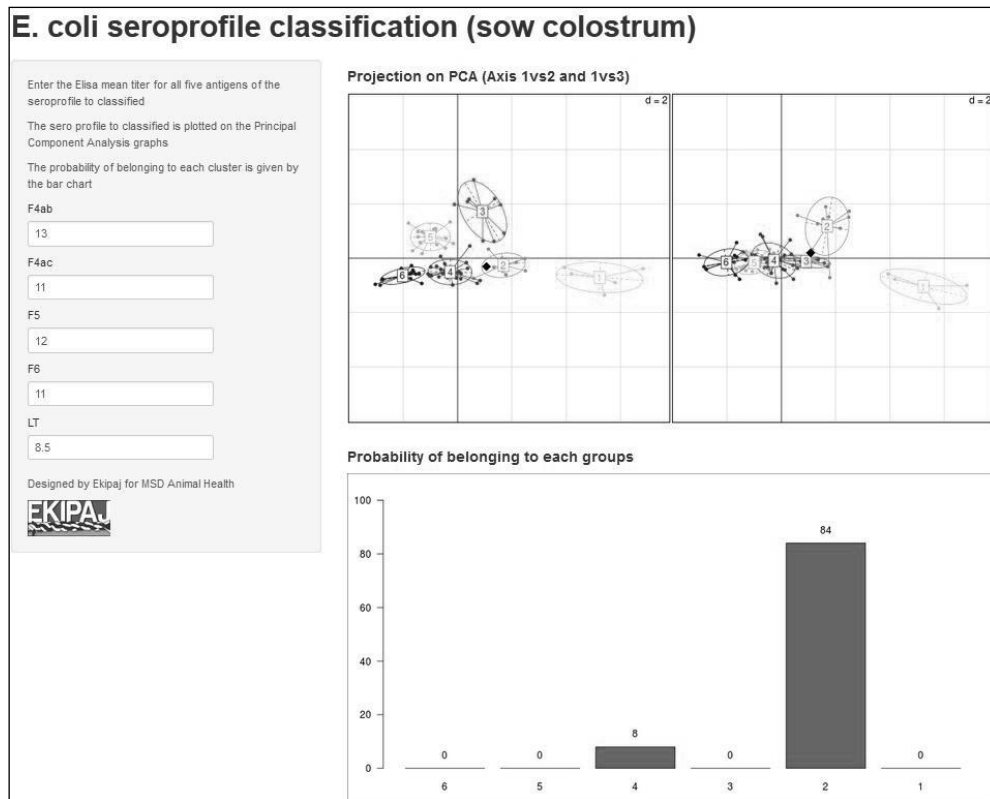 E. coli seroprofile classification (sow colostrum)
Enter the Elisa mean titer for all five antigens of the
seroprofile to classified
The sero profile to classified is plotted on the Principal
Component Analysis graphs
The probability of belonging to each cluster is given by
the bar chart
F4ab
13
F4ac
11
F5
12
F6
11
LT
8.5
Designed by Ekipaj for MSD Animal Health
EKIPAJ
Projection on PCA (Axis 1vs2 and 1vs3)
d = 2
3
5
6
4
2
1
d = 2
2
6
5
4
3
1
Probability of belonging to each groups
100
80
60
40
20
0
0
0
8
0
84
0
6
5
4
3
2
1